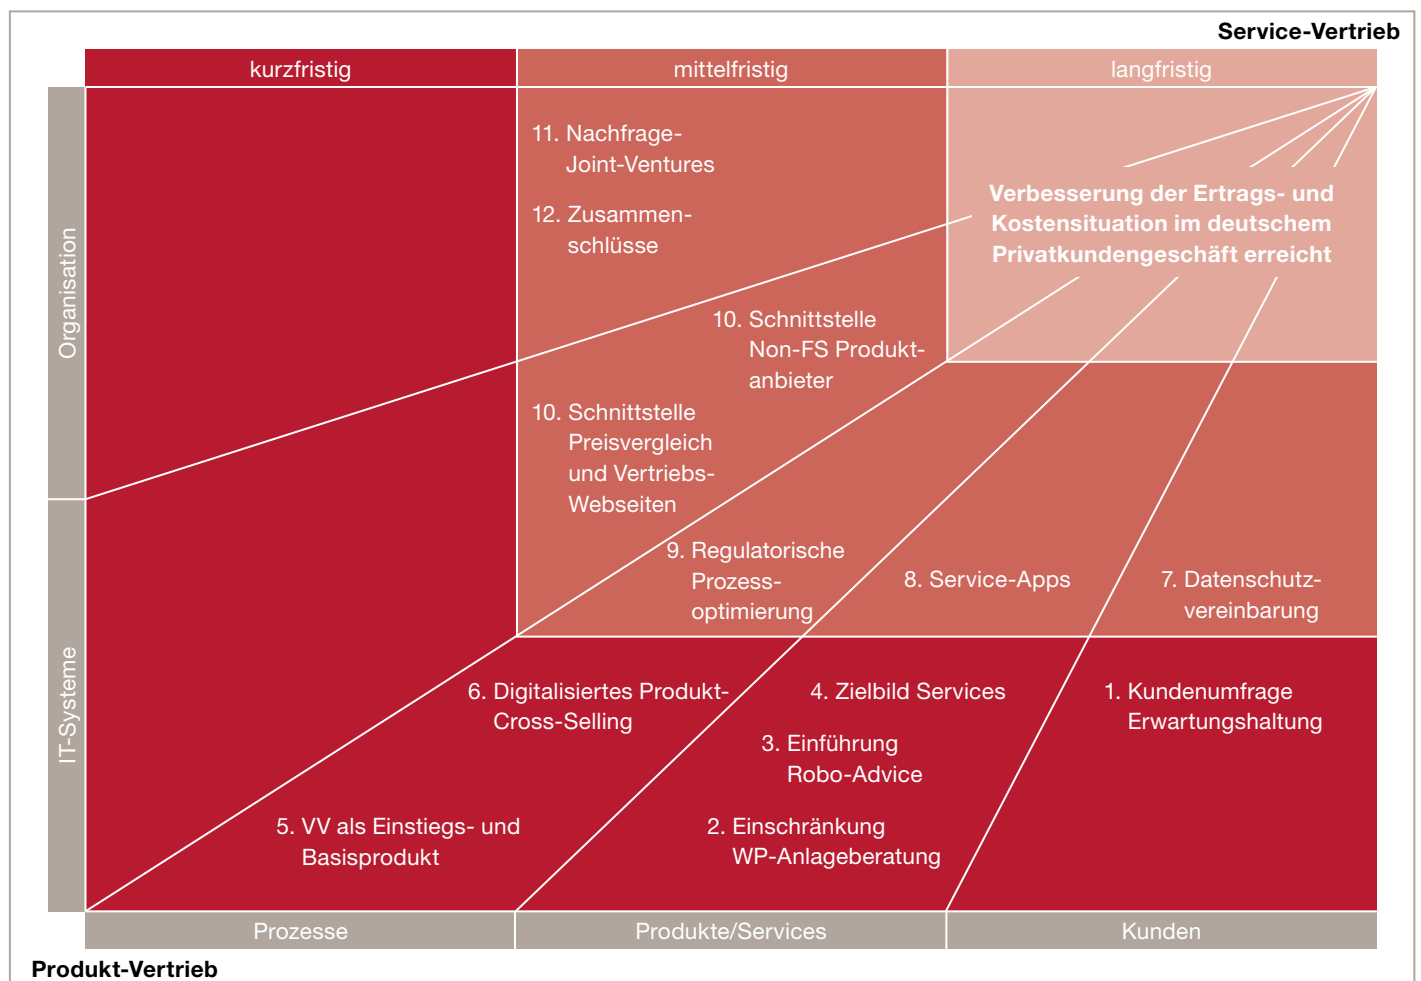 Service-Vertrieb
kurzfristig
mittelfristig
langfristig
Organisation
IT-Systeme
11. Nachfrage-
Joint-Ventures
12. Zusammen-
schlüsse
Verbesserung der Ertrags- und
Kostensituation im deutschem
Privatkundengeschäft erreicht
10. Schnittstelle
Non-FS Produkt-
anbieter
10. Schnittstelle
Preisvergleich
und Vertriebs-
Webseiten
9. Regulatorische
Prozess-
optimierung
8. Service-Apps
7. Datenschutz-
vereinbarung
6. Digitalisiertes Produkt-
Cross-Selling
4. Zielbild Services
1. Kundenumfrage
Erwartungshaltung
3. Einführung
Robo-Advice
5. VV als Einstiegs- und
Basisprodukt
2. Einschränkung
WP-Anlageberatung
Prozesse
Produkte/Services
Kunden
Produkt-Vertrieb